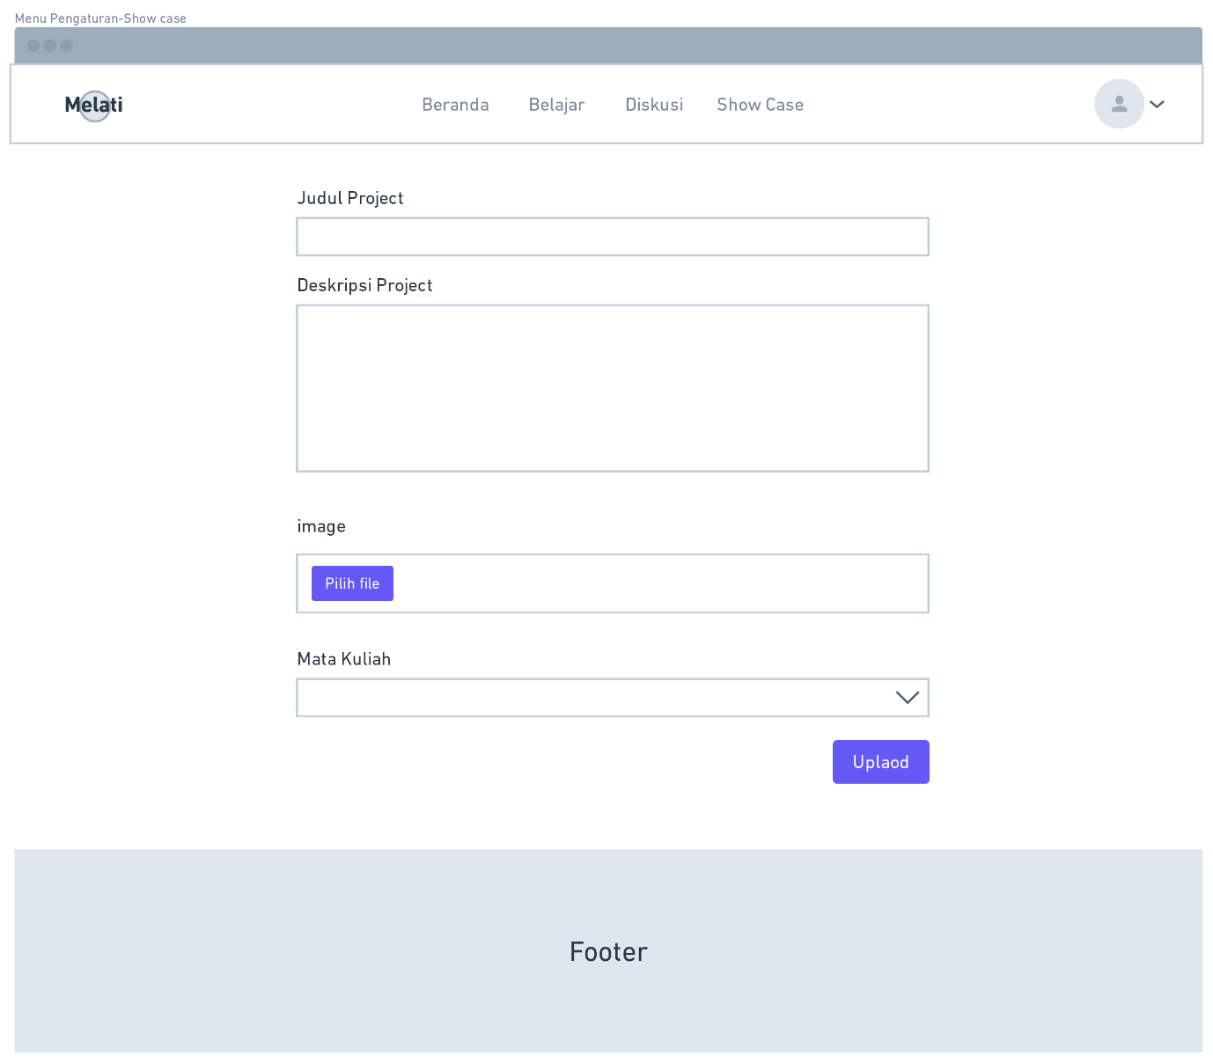 Menu Pengaturan-Show case
Melati
Beranda Belajar Diskusi Show Case
Judul Project
Deskripsi Project
image
Pilih file
Mata Kuliah
Uplaod
Footer